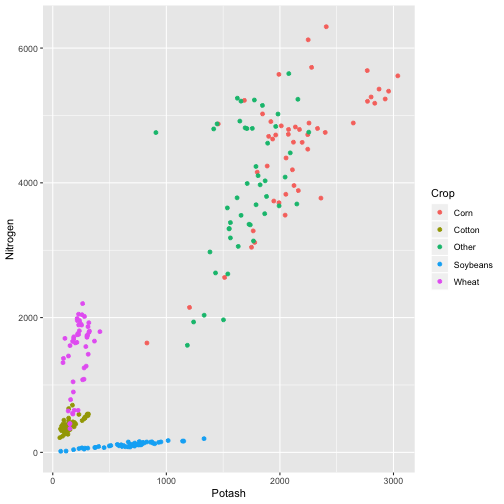 6000
4000
2000
0
Nitrogen
0
1000
2000
3000
Potash
Crop
Corn
Cotton
Other
Soybeans
Wheat